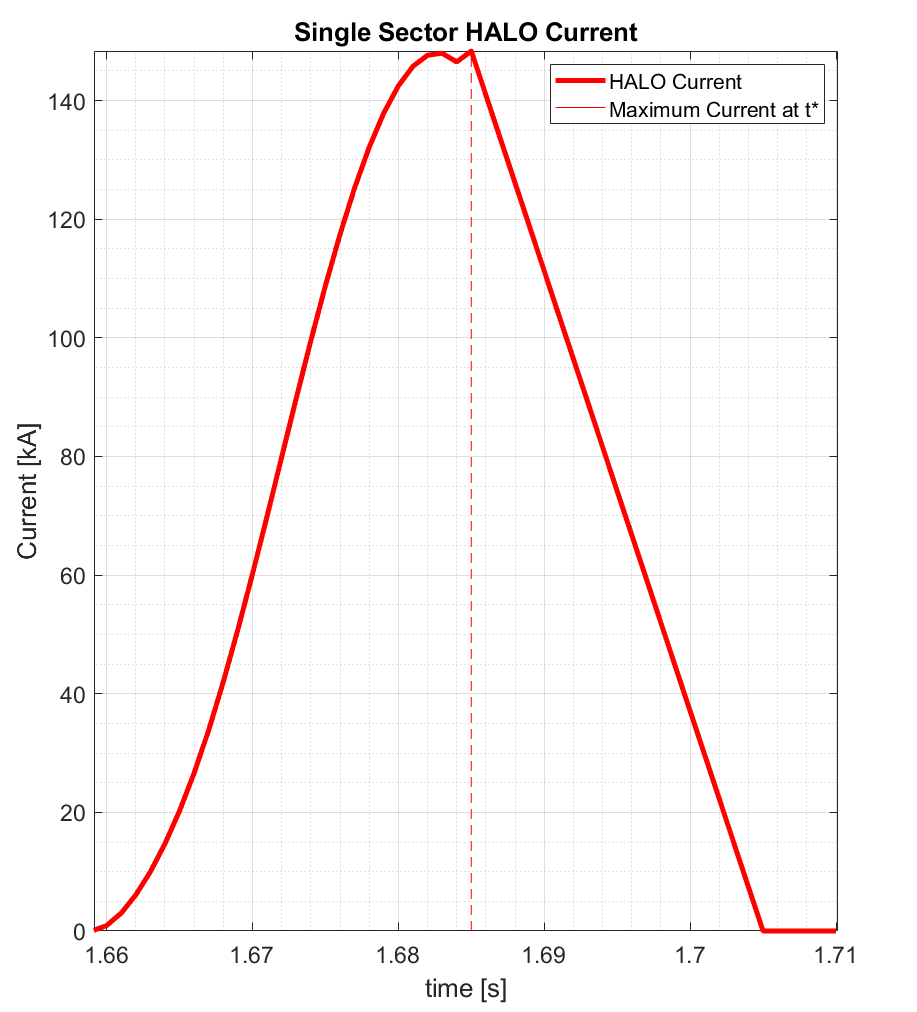 Single Sector HALO Current
HALO Current
Maximum Current at t*
140
120
100
80
60
40
20
0
Current [kA]
1.66 1.67 1.68 1.69 1.7 1.71
time [s]